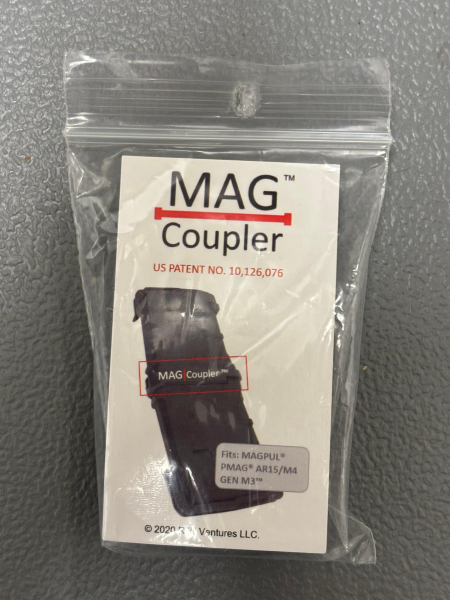 MAG™
Coupler
US PATENT NO. 10,126,076
MAG|Coupler™
Fits: MAGPUL®
PMAG® AR15/M4
GEN M3™
© 2020 Ventures LLC.